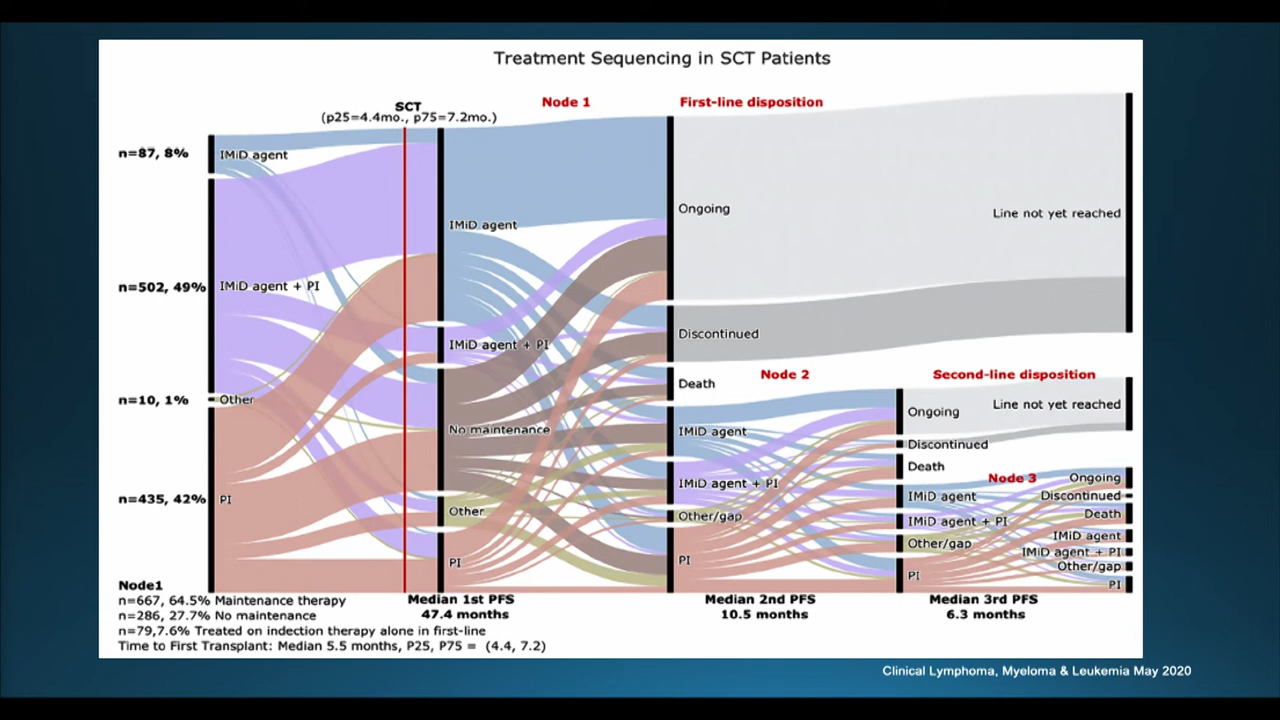 Treatment Sequencing in SCT Patients
SCT
(p25=4.4mo., p75=7.2mo.)
Node 1
First-line disposition
n=87, 8%
IMiD agent
n=502, 49%
IMiD agent + PI
n=10, 1%
Other
n=435, 42%
PI
IMiD agent
IMiD agent + PI
No maintenance
Other
PI
Ongoing
Discontinued
Death
IMiD agent
IMiD agent + PI
Other/gap
PI
Line not yet reached
Node 2
Second-line disposition
Ongoing
Discontinued
Death
IMiD agent
IMiD agent + PI
Other/gap
PI
Line not yet reached
Node 3
Ongoing
Discontinued
Death
IMiD agent
IMiD agent + PI
Other/gap
PI
Median 1st PFS
47.4 months
Median 2nd PFS
10.5 months
Median 3rd PFS
6.3 months
Node1
n=667, 64.5% Maintenance therapy
n=286, 27.7% No maintenance
n=79,7.6% Treated on indection therapy alone in first-line
Time to First Transplant: Median 5.5 months, P25, P75 = (4.4, 7.2)
Clinical Lymphoma, Myeloma & Leukemia May 2020